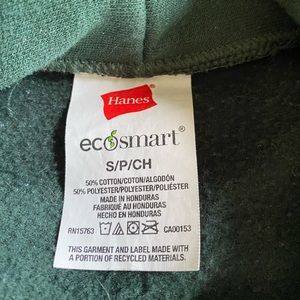 Hanes
ecosmart®
S/P/CH
50% COTTON/COTON/ALGODÓN
50% POLYESTER/POLYESTER/POLIÉSTER
MADE IN HONDURAS
FABRIQUÉ AU HONDURAS
HECHO EN HONDURAS
RN15763 CA00153
THIS GARMENT AND LABEL MADE WITH
A PORTION OF RECYCLED MATERIALS.